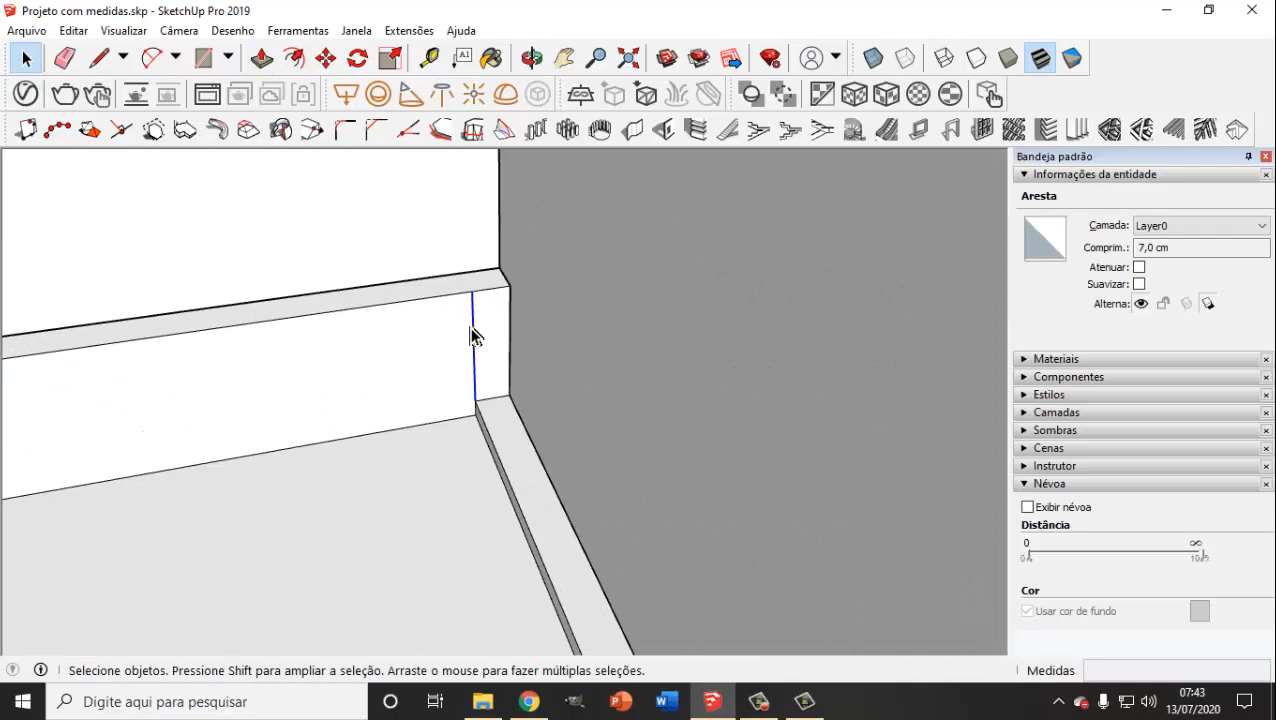 Projeto com medidas.skp - SketchUp Pro 2019
Arquivo Editar Visualizar Câmera Desenho Ferramentas Janela Extensões Ajuda
A1
Bandeja padrão
Informações da entidade
Aresta
Camada: Layer0
Comprim.: 7,0 cm
Atenuar:
Suavizar:
Alterna:
Materiais
Componentes
Estilos
Camadas
Sombras
Cenas
Instrutor
Névoa
Exibir névoa
Distância
0 ∞
Cor
Usar cor de fundo
Selecione objetos. Pressione Shift para ampliar a seleção. Arraste o mouse para fazer múltiplas seleções.
Medidas
Digite aqui para pesquisar
07:43
13/07/2020